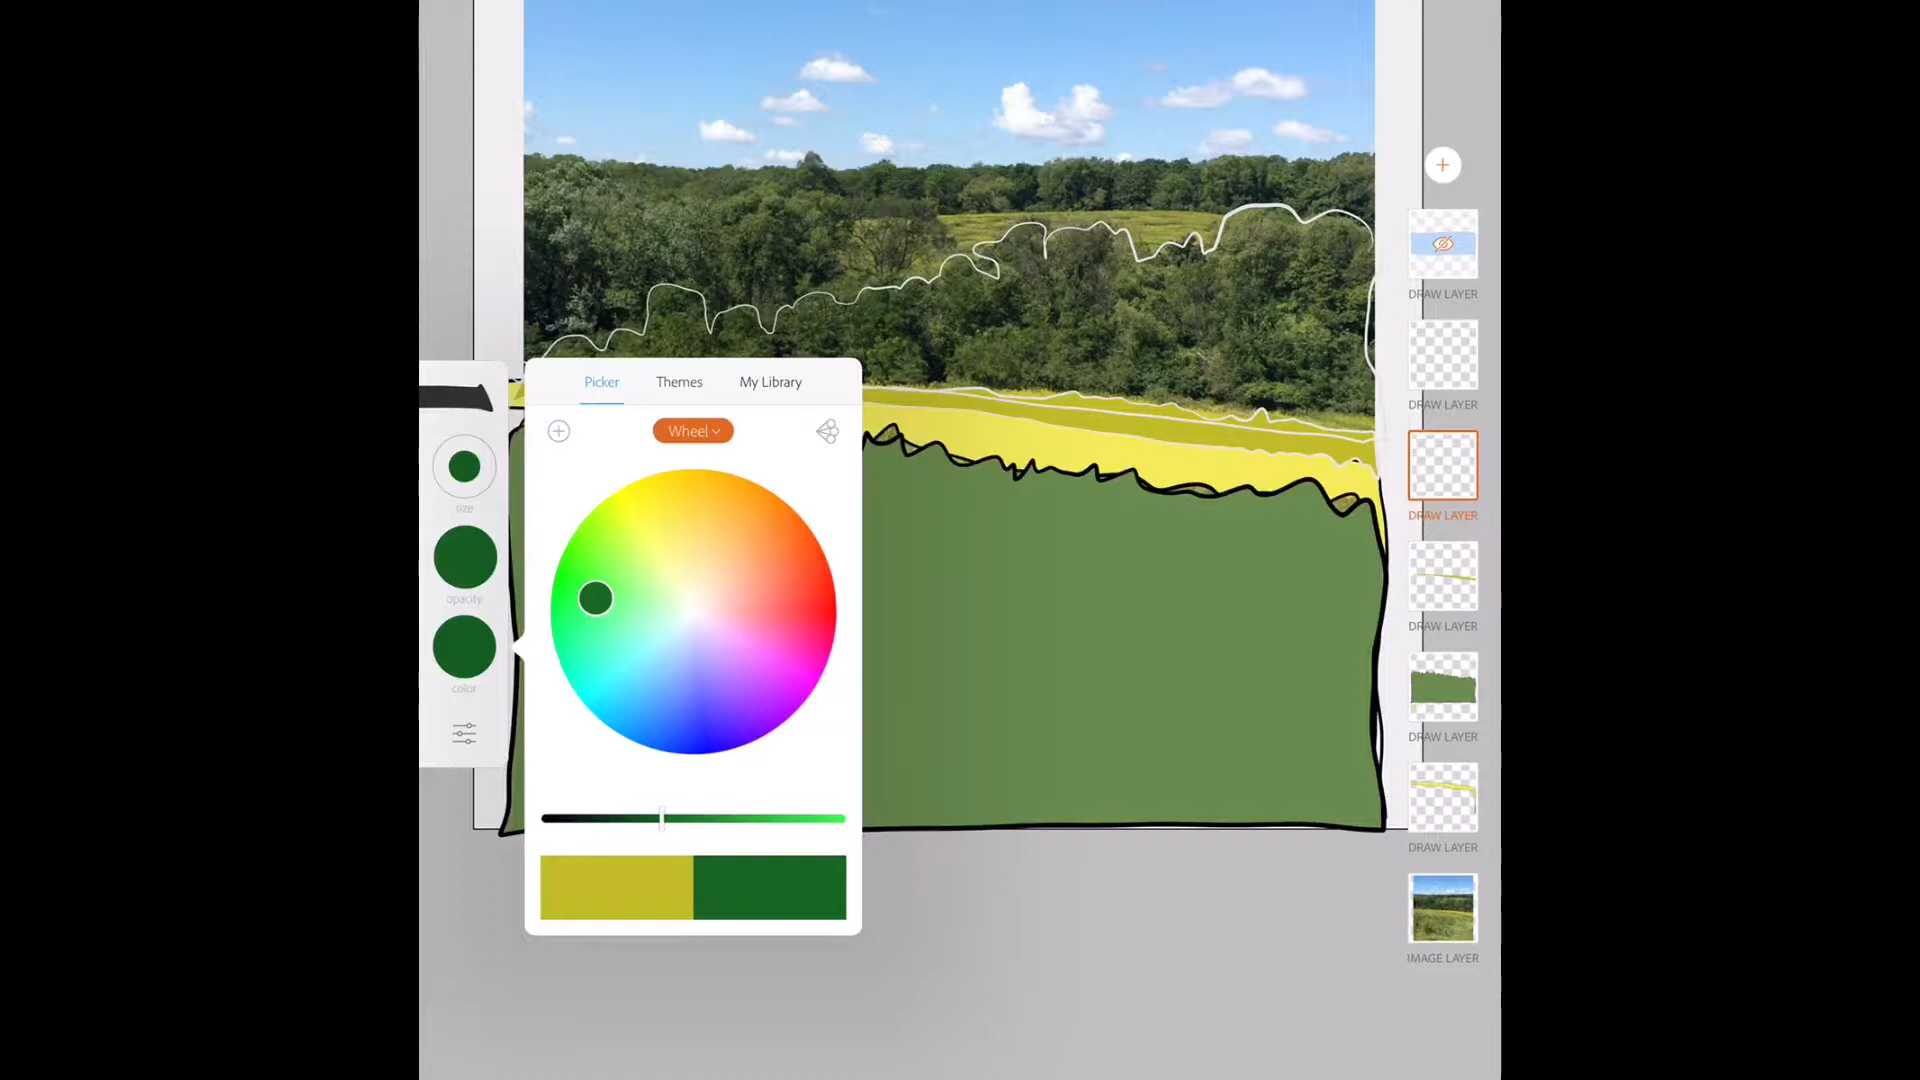 Picker Themes My Library
Wheel
size
opacity
color
DRAW LAYER
DRAW LAYER
DRAW LAYER
DRAW LAYER
DRAW LAYER
DRAW LAYER
IMAGE LAYER